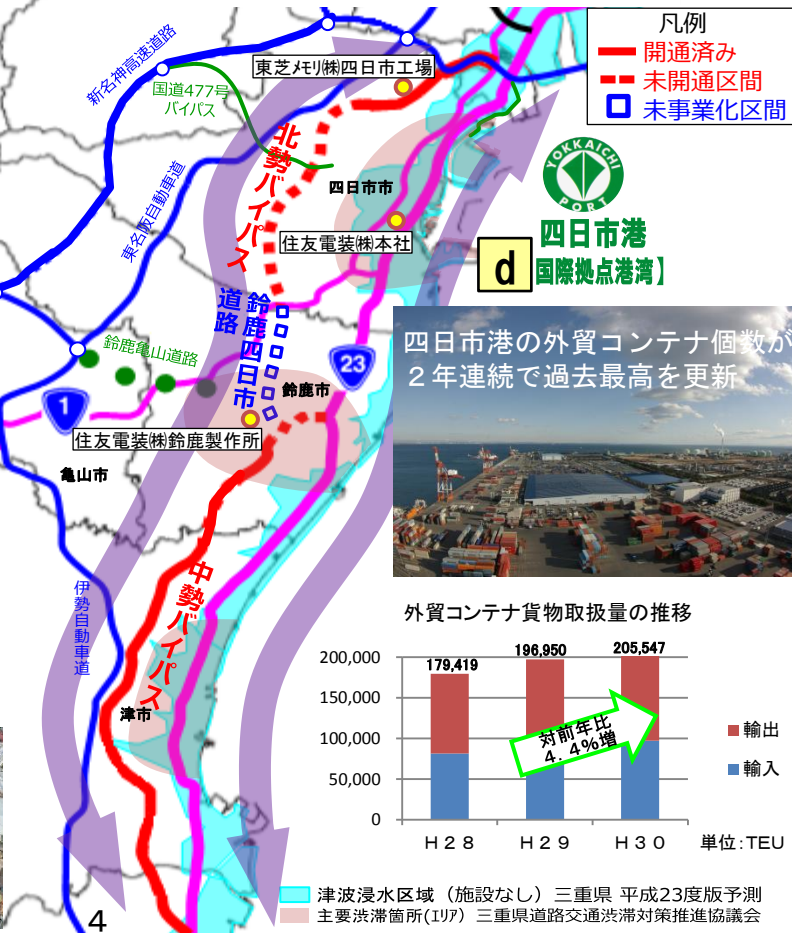 凡例
開通済み
未開通区間
未事業化区間
新名神高速道路
国道477号
バイパス
東芝ﾒﾓﾘ㈱四日市工場
北勢バイパス
東名阪自動車道
四日市市
住友電装㈱本社
YOKKAICHI
PORT
四日市港
d
国際拠点港湾】
鈴鹿四日市
道路
鈴鹿亀山道路
23
1
鈴鹿市
住友電装㈱鈴鹿製作所
亀山市
四日市港の外貿コンテナ個数が
２年連続で過去最高を更新
中勢バイパス
伊勢自動車道
津市
外貿コンテナ貨物取扱量の推移
200,000
150,000
100,000
50,000
0
179,419
196,950
205,547
対前年比
４．４％増
輸出
輸入
Ｈ２８
Ｈ２９
Ｈ３０
単位：TEU
津波浸水区域（施設なし）三重県 平成23度版予測
主要渋滞箇所(ｴﾘｱ) 三重県道路交通渋滞対策推進協議会
4